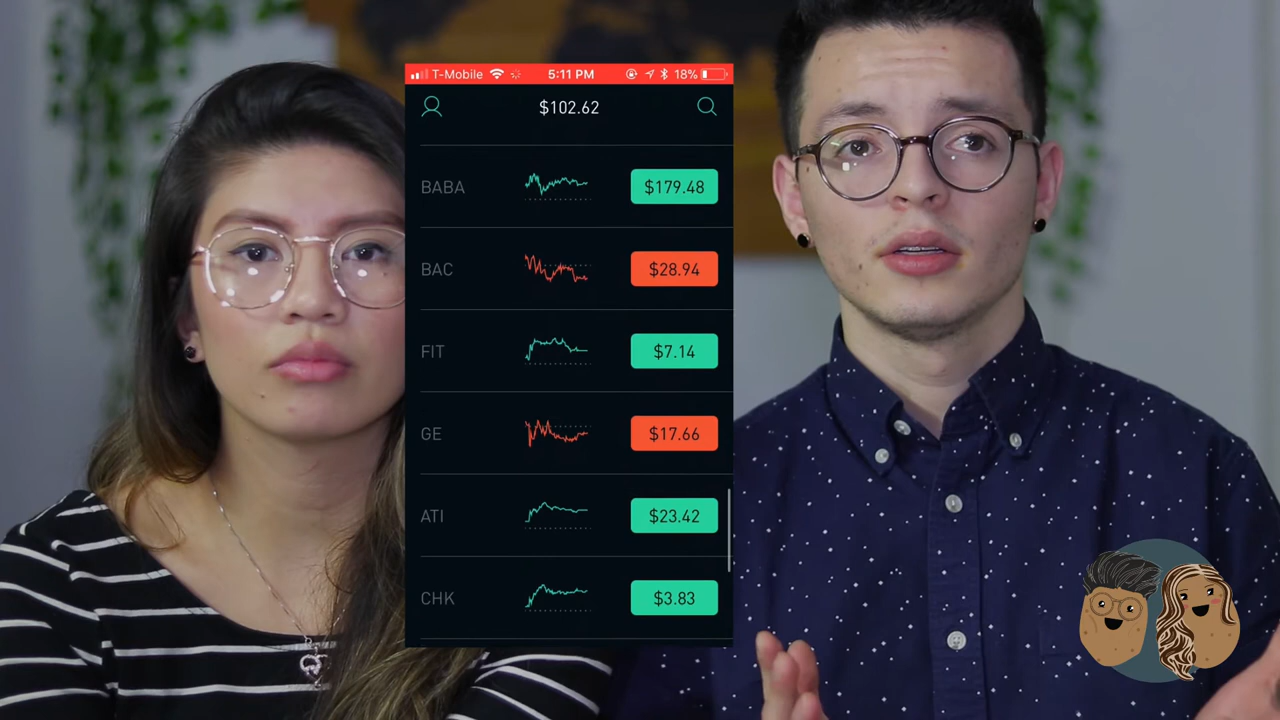 T-Mobile 5:11 PM 18%
$102.62
BABA $179.48
BAC $28.94
FIT $7.14
GE $17.66
ATI $23.42
CHK $3.83